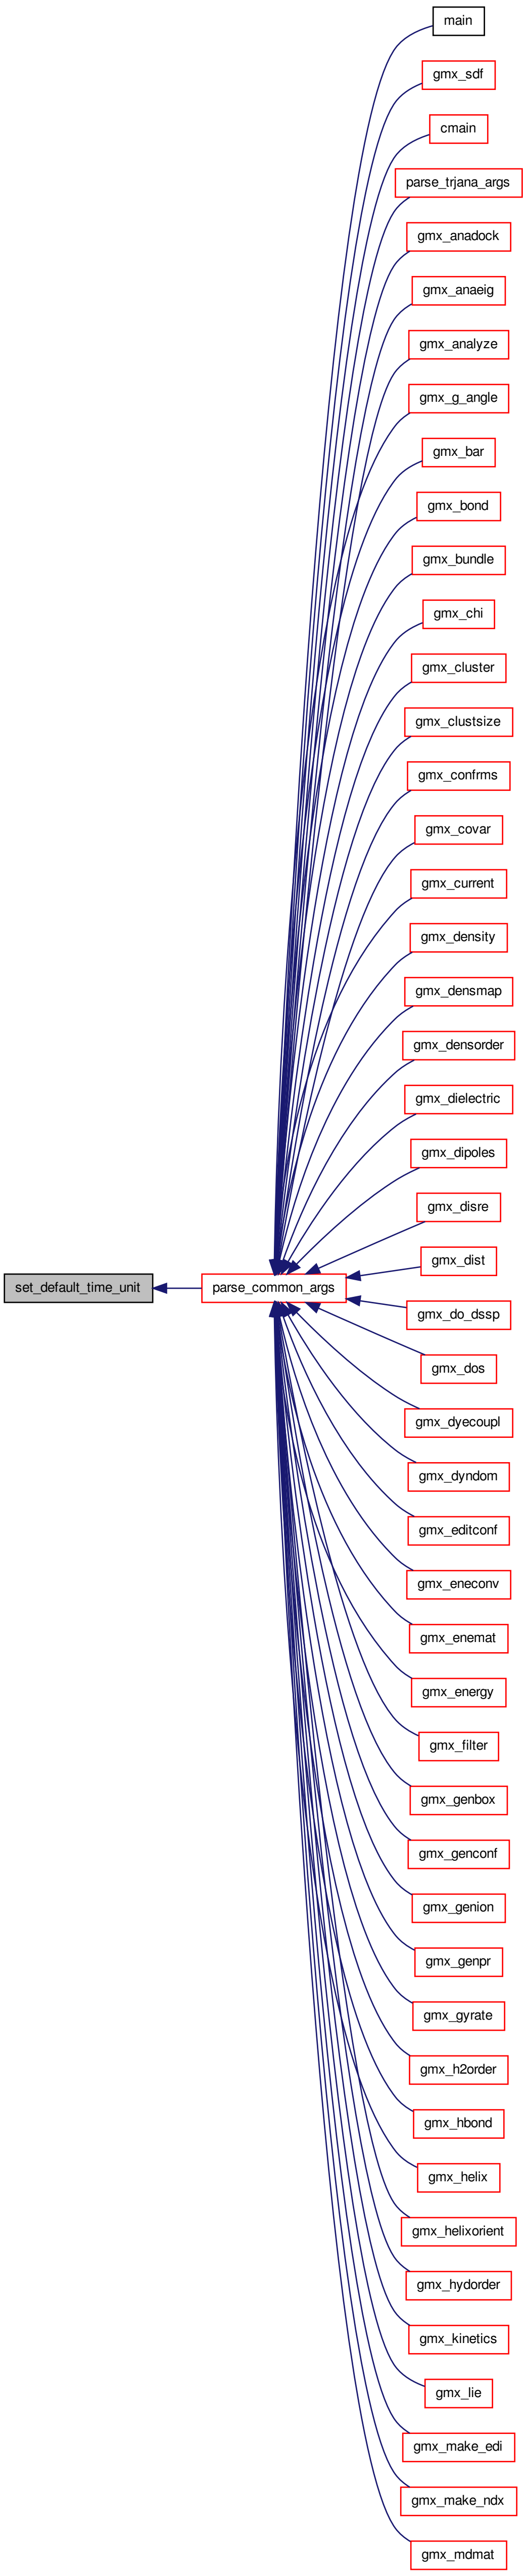 main
gmx_sdf
cmain
parse_trjana_args
gmx_anadock
gmx_anaeig
gmx_analyze
gmx_g_angle
gmx_bar
gmx_bond
gmx_bundle
gmx_chi
gmx_cluster
gmx_clustsize
gmx_confrms
gmx_covar
gmx_current
gmx_density
gmx_densmap
gmx_densorder
gmx_dielectric
gmx_dipoles
gmx_disre
gmx_dist
set_default_time_unit
parse_common_args
gmx_do_dssp
gmx_dos
gmx_dyecoupl
gmx_dyndom
gmx_editconf
gmx_eneconv
gmx_enemat
gmx_energy
gmx_filter
gmx_genbox
gmx_genconf
gmx_genion
gmx_genpr
gmx_gyrate
gmx_h2order
gmx_hbond
gmx_helix
gmx_helixorient
gmx_hydorder
gmx_kinetics
gmx_lie
gmx_make_edi
gmx_make_ndx
gmx_mdmat